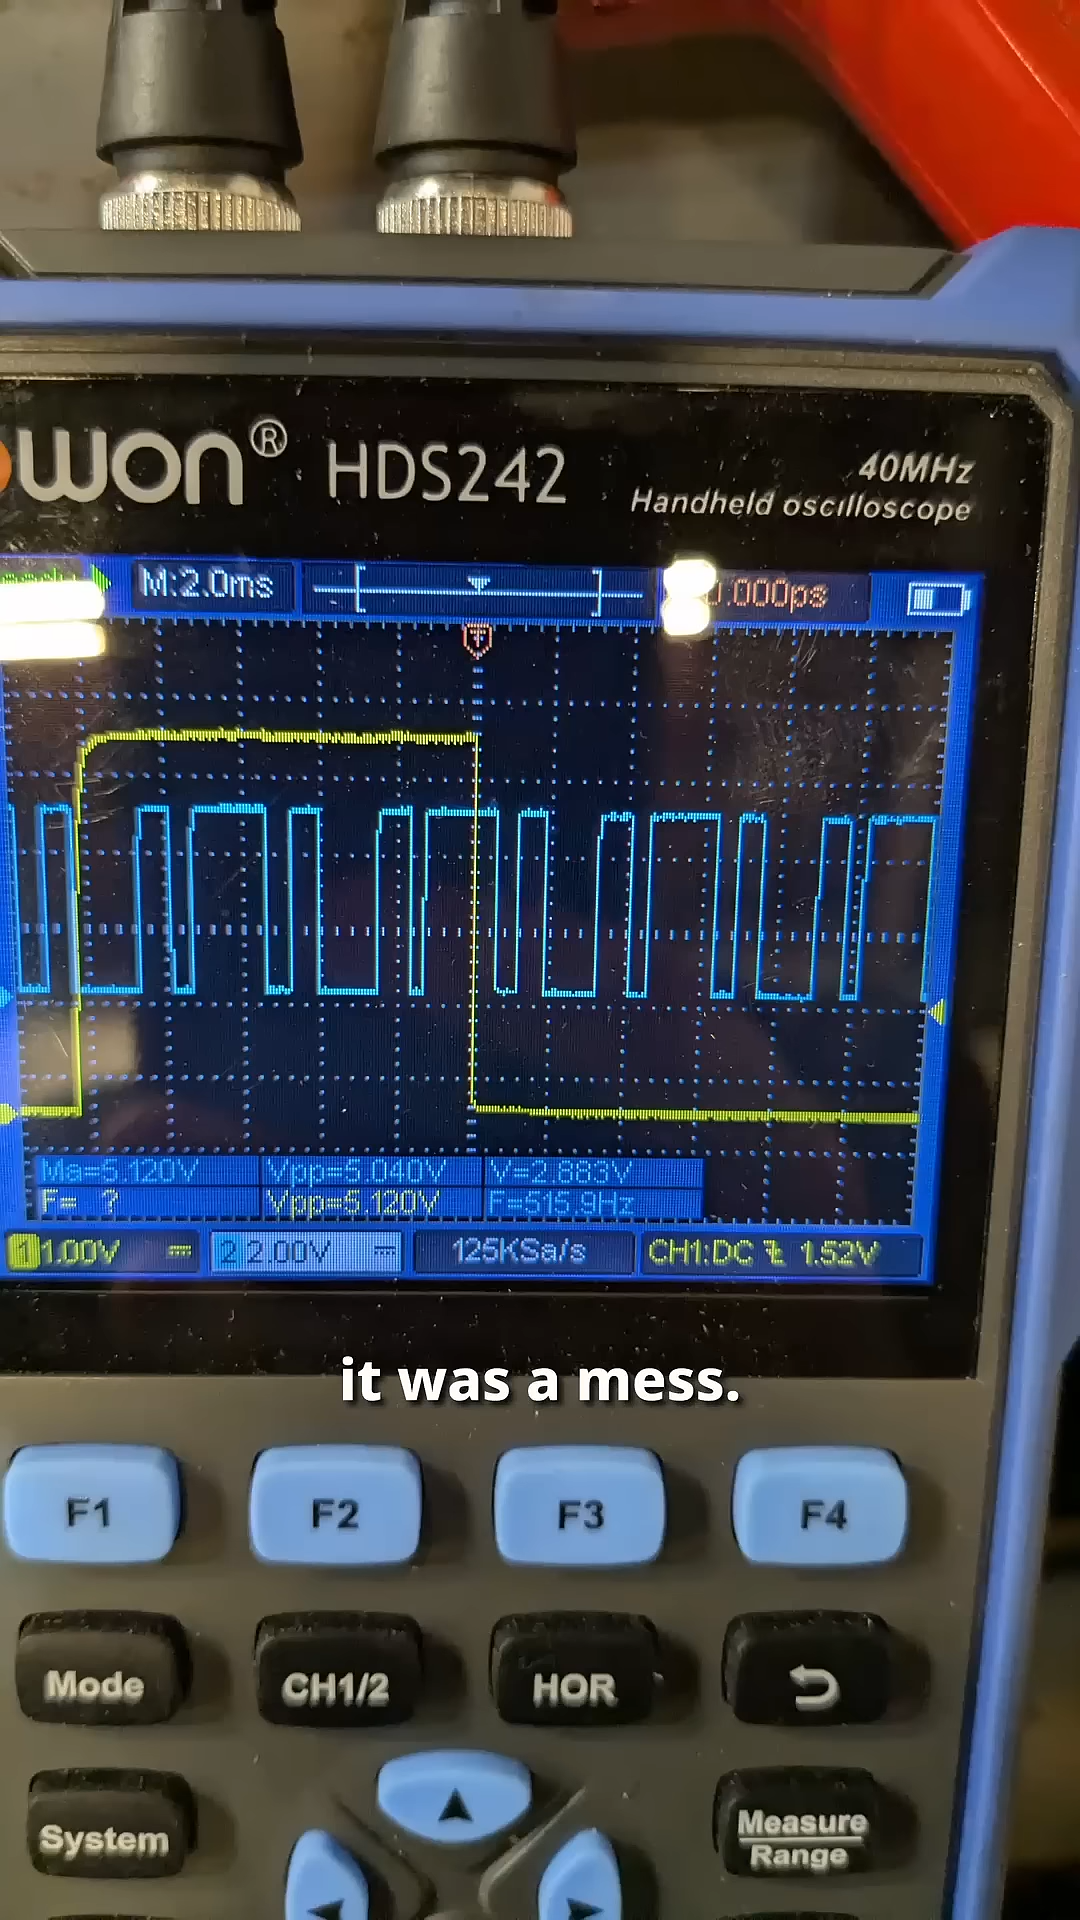 won® HDS242
40MHz
Handheld oscilloscope
M:2.0ms
.000ps
T
Ma=5.120V Vpp=5.040V V=2.883V
F= ? Vpp=5.120V F=515.9Hz
1 1.00V 2 2.00V 125KSa/s CH1:DC 1.52V
it was a mess.
F1 F2 F3 F4
Mode CH1/2 HOR
System Measure
Range